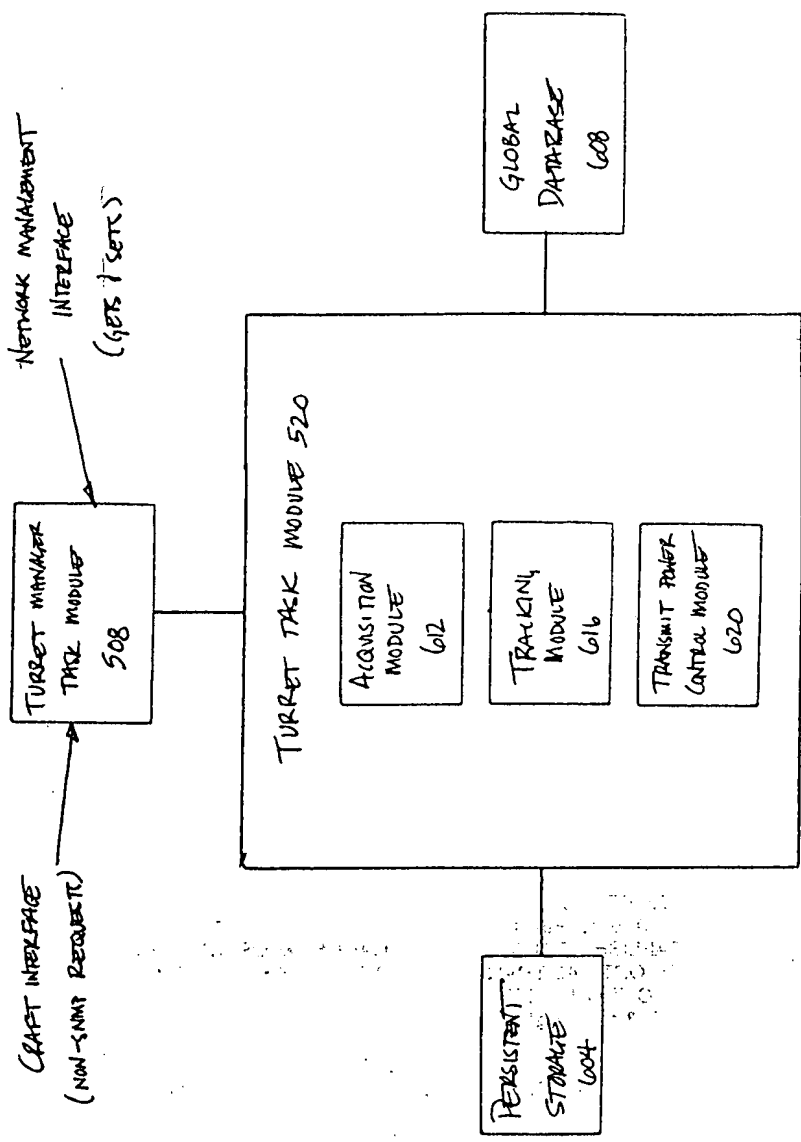 CRAFT INTERFACE
(NON-SNMP REQUESTS)
TURRET MANAGER
TASK MODULE
508
NETWORK MANAGEMENT
INTERFACE
(GETS / SETS)
TURRET TASK MODULE 520
ACQUISITION
MODULE
612
TRACKING
MODULE
616
TRANSMIT POWER
CONTROL MODULE
620
PERSISTENT
STORAGE
604
GLOBAL
DATABASE
608